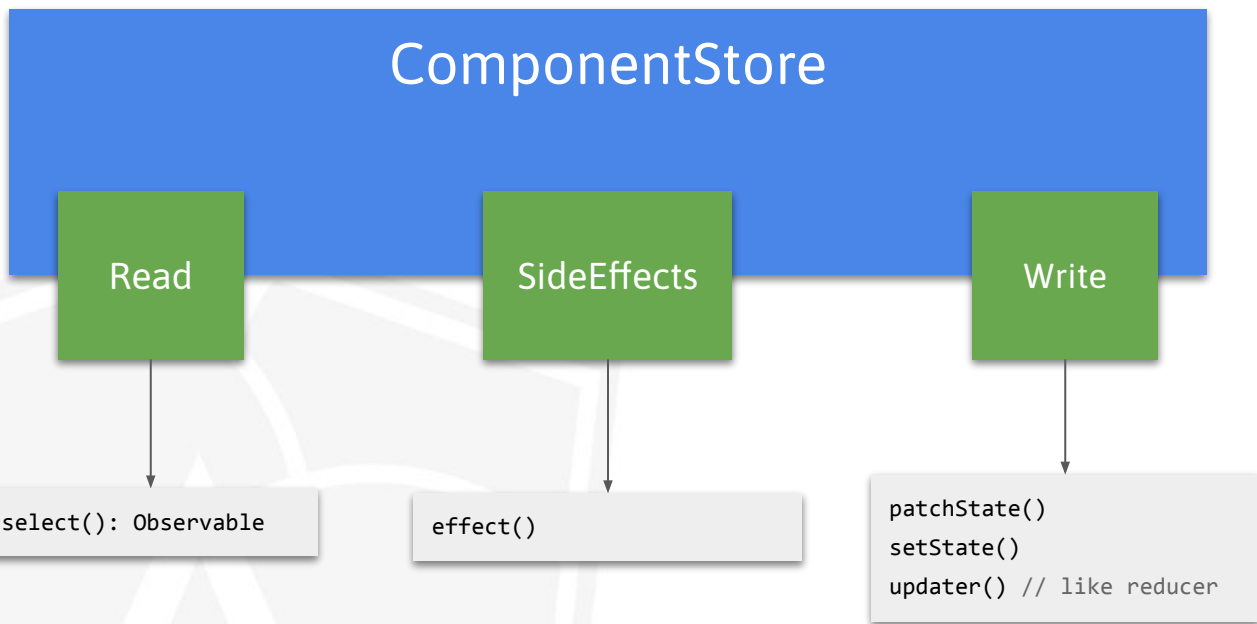 ComponentStore
Read
SideEffects
Write
select(): Observable
effect()
patchState()
setState()
updater() // like reducer